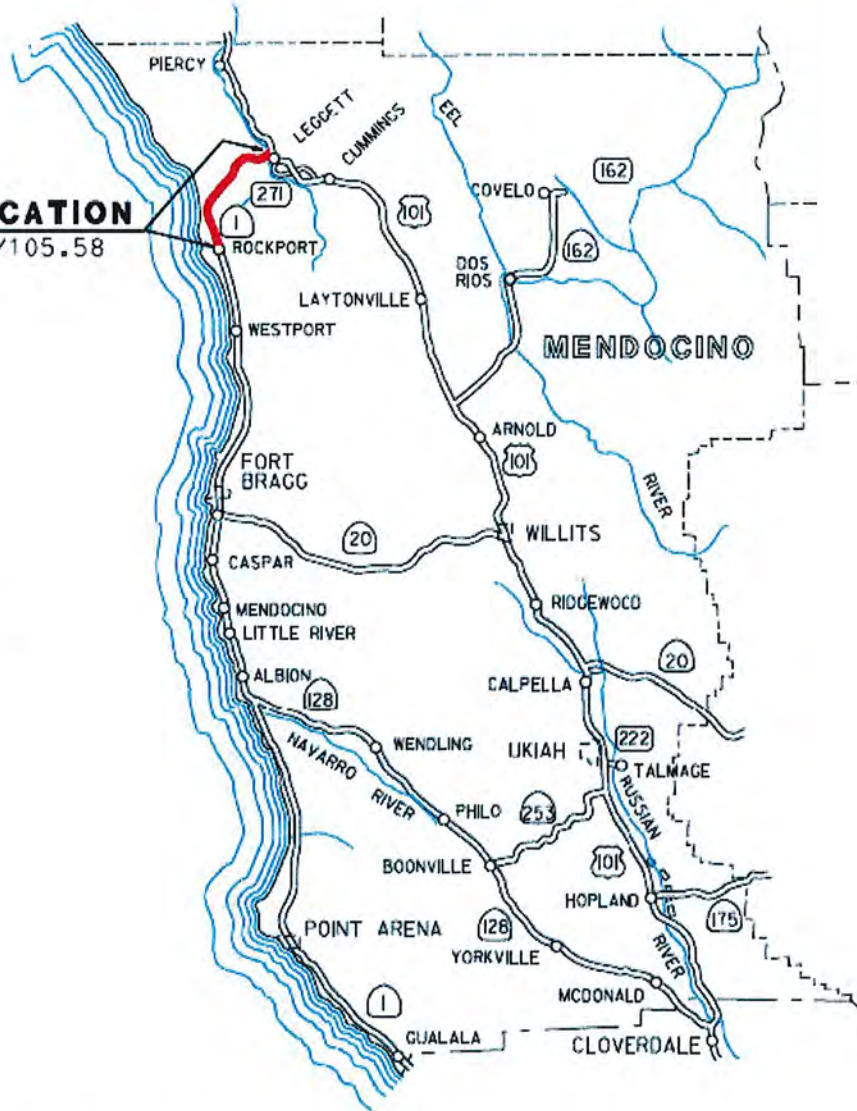 PIERCY
LEGGETT
CUMMINGS
EEL
162
COVELO
271
101
CATION
/105.58
1
ROCKPORT
162
DOS
RIOS
LAYTONVILLE
WESTPORT
MENDOCINO
ARNOLD
101
RIVER
FORT
BRAGG
20
WILLITS
CASPAR
RIDGEWOOD
MENDOCINO
LITTLE RIVER
20
ALBION
CALPELLA
128
222
WENDLING
UKIAH
TALMAGE
NAVARRO
RIVER
RUSSIAN
PHILO
253
BOONVILLE
101
HOPLAND
175
RIVER
POINT ARENA
128
YORKVILLE
MCDONALD
1
GUALALA
CLOVERDALE